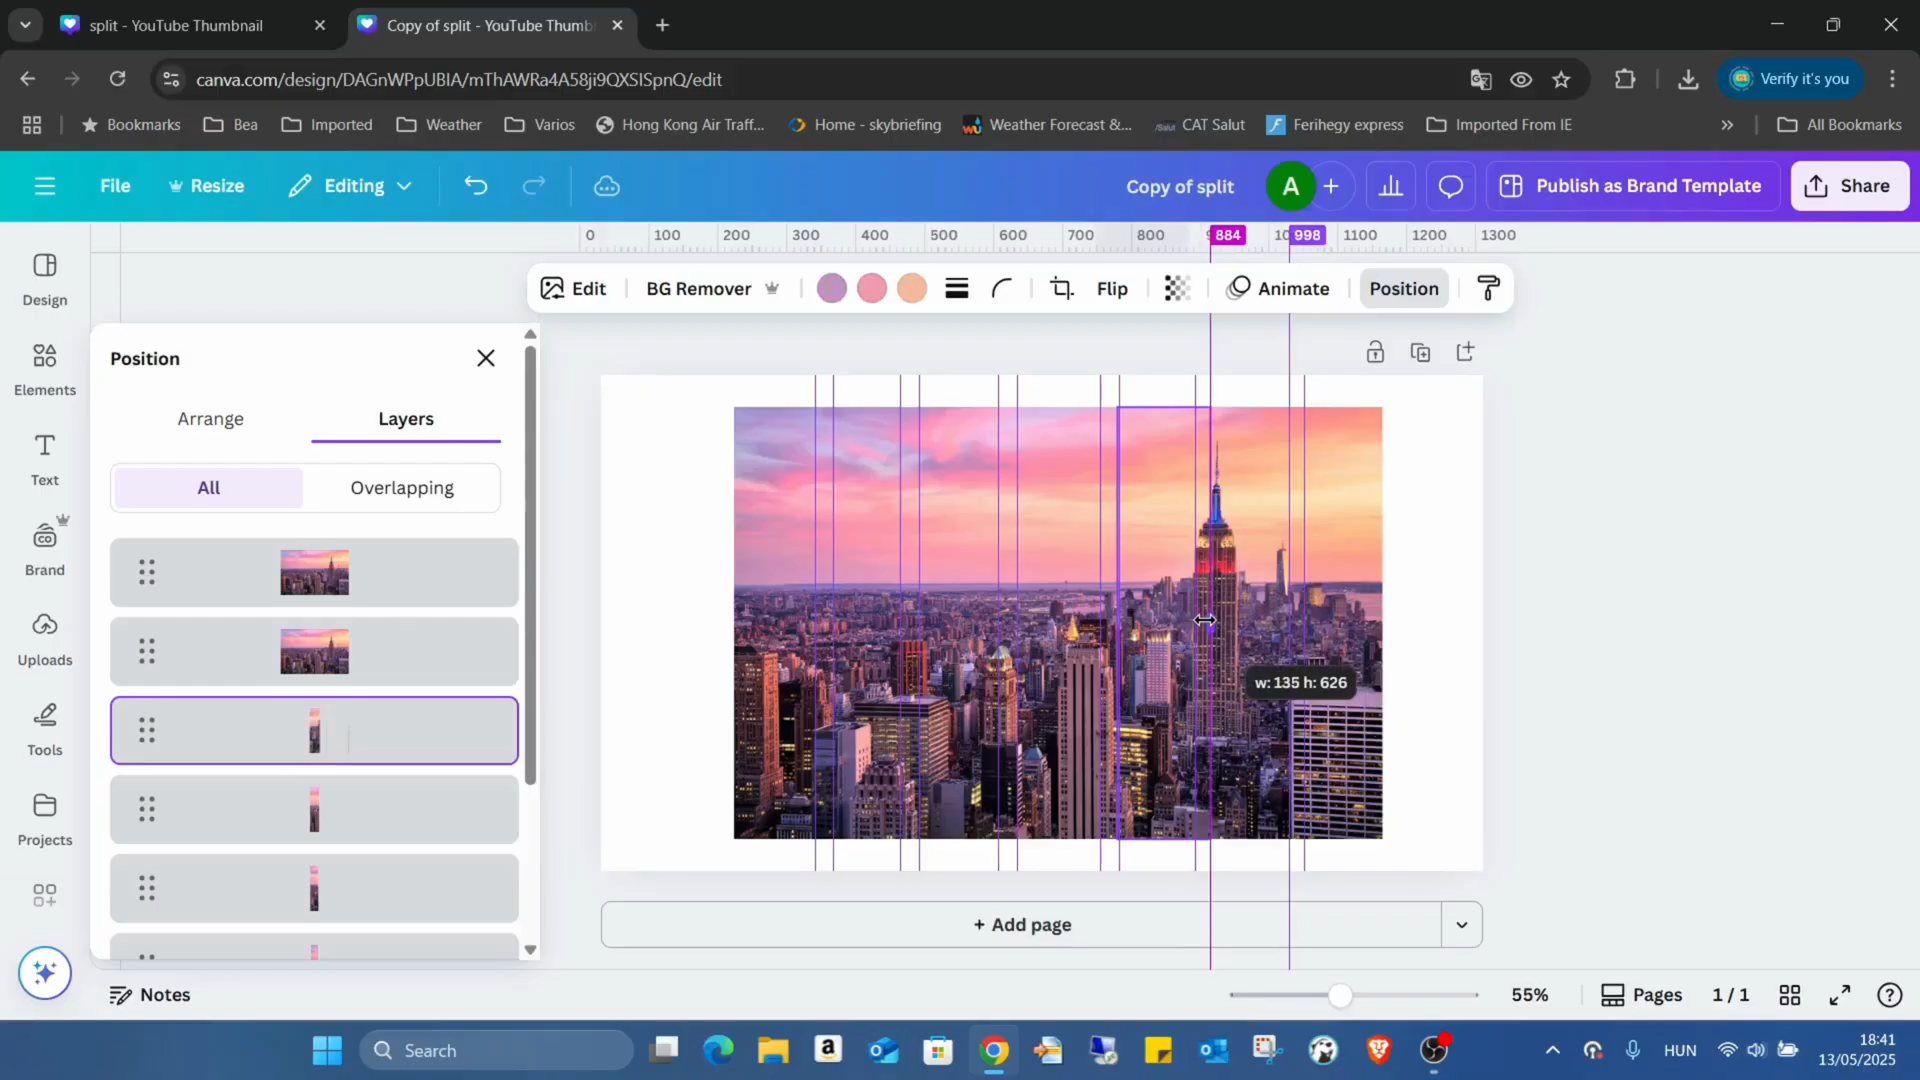 split - YouTube Thumbnail
Copy of split - YouTube Thumb
canva.com/design/DAGnWPpUBIA/mThAWRa4A58ji9QXSISpnQ/edit
Verify it's you
Bookmarks
Bea
Imported
Weather
Varios
Hong Kong Air Traff...
Home - skybriefing
Weather Forecast &...
CAT Salut
Ferihegy express
Imported From IE
All Bookmarks
File
Resize
Editing
Copy of split
A
Publish as Brand Template
Share
0 100 200 300 400 500 600 700 800 884 998 1100 1200 1300
Edit
BG Remover
Flip
Animate
Position
Design
Elements
Text
Brand
Uploads
Tools
Projects
Position
Arrange
Layers
All
Overlapping
w: 135 h: 626
+ Add page
Notes
55%
Pages
1 / 1
Search
HUN
18:41
13/05/2025